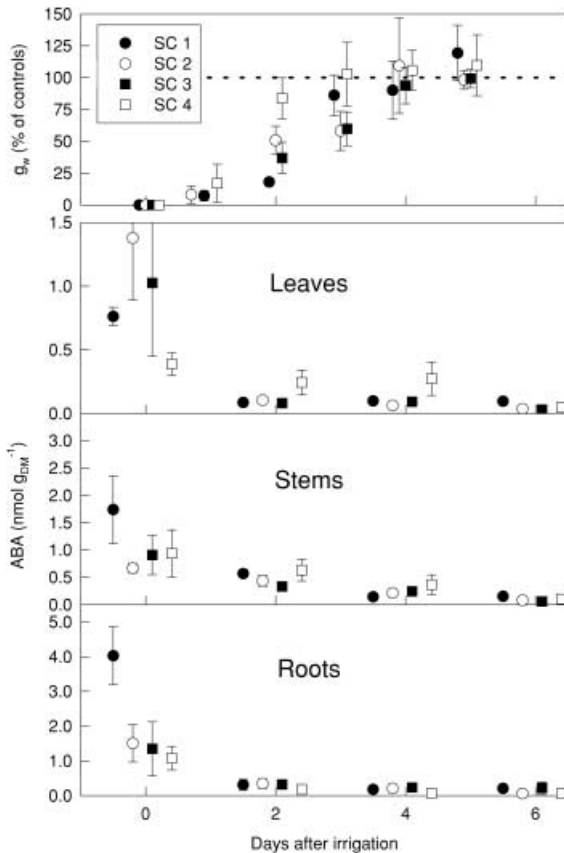 150
125
100
75
50
25
0
g_w (% of controls)
SC 1
SC 2
SC 3
SC 4
1.5
1.0
0.5
0.0
Leaves
3.0
2.5
2.0
1.5
1.0
0.5
0.0
Stems
ABA (nmol g_DM^-1)
5.0
4.0
3.0
2.0
1.0
0.0
Roots
0 2 4 6
Days after irrigation